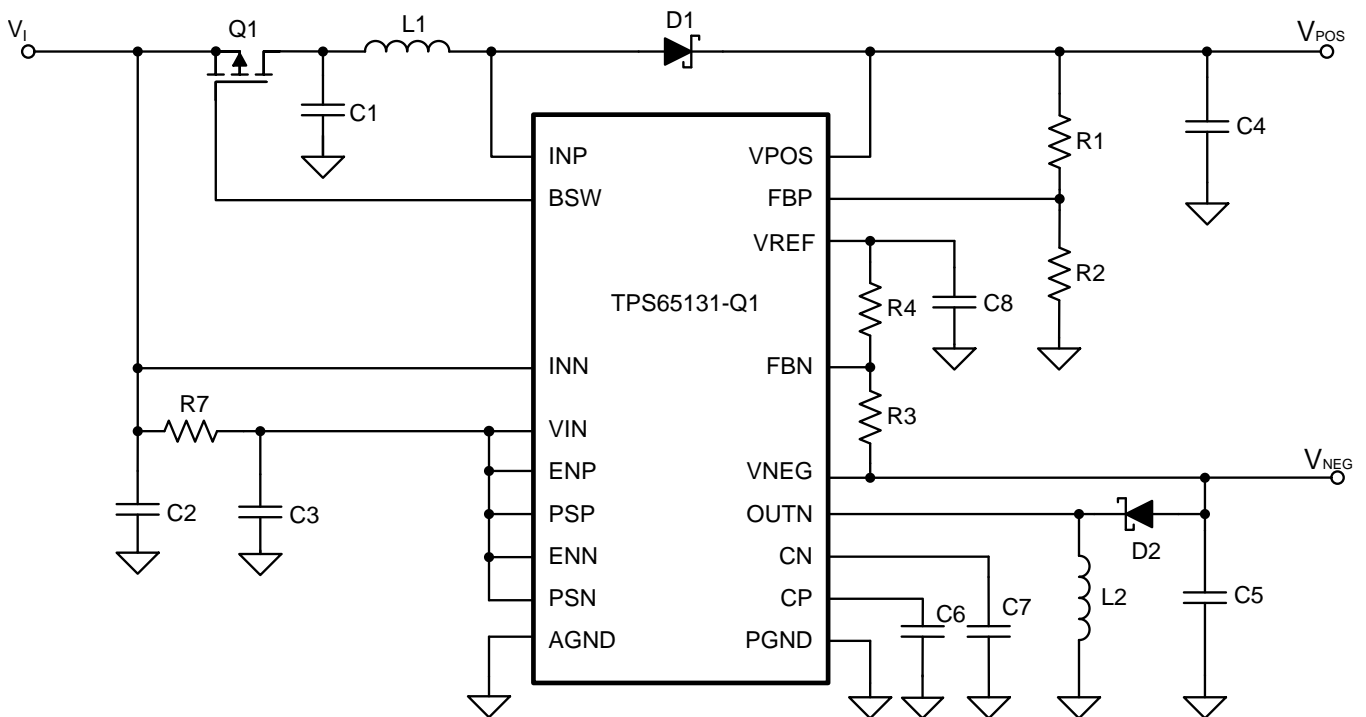 VI
Q1
L1
D1
VPOS
C1
C4
R1
INP
VPOS
BSW
FBP
VREF
R2
TPS65131-Q1
R4
C8
INN
FBN
R7
R3
VIN
VNEG
VNEG
ENP
C2
C3
PSP
OUTN
D2
ENN
CN
PSN
CP
C6
C7
L2
C5
AGND
PGND